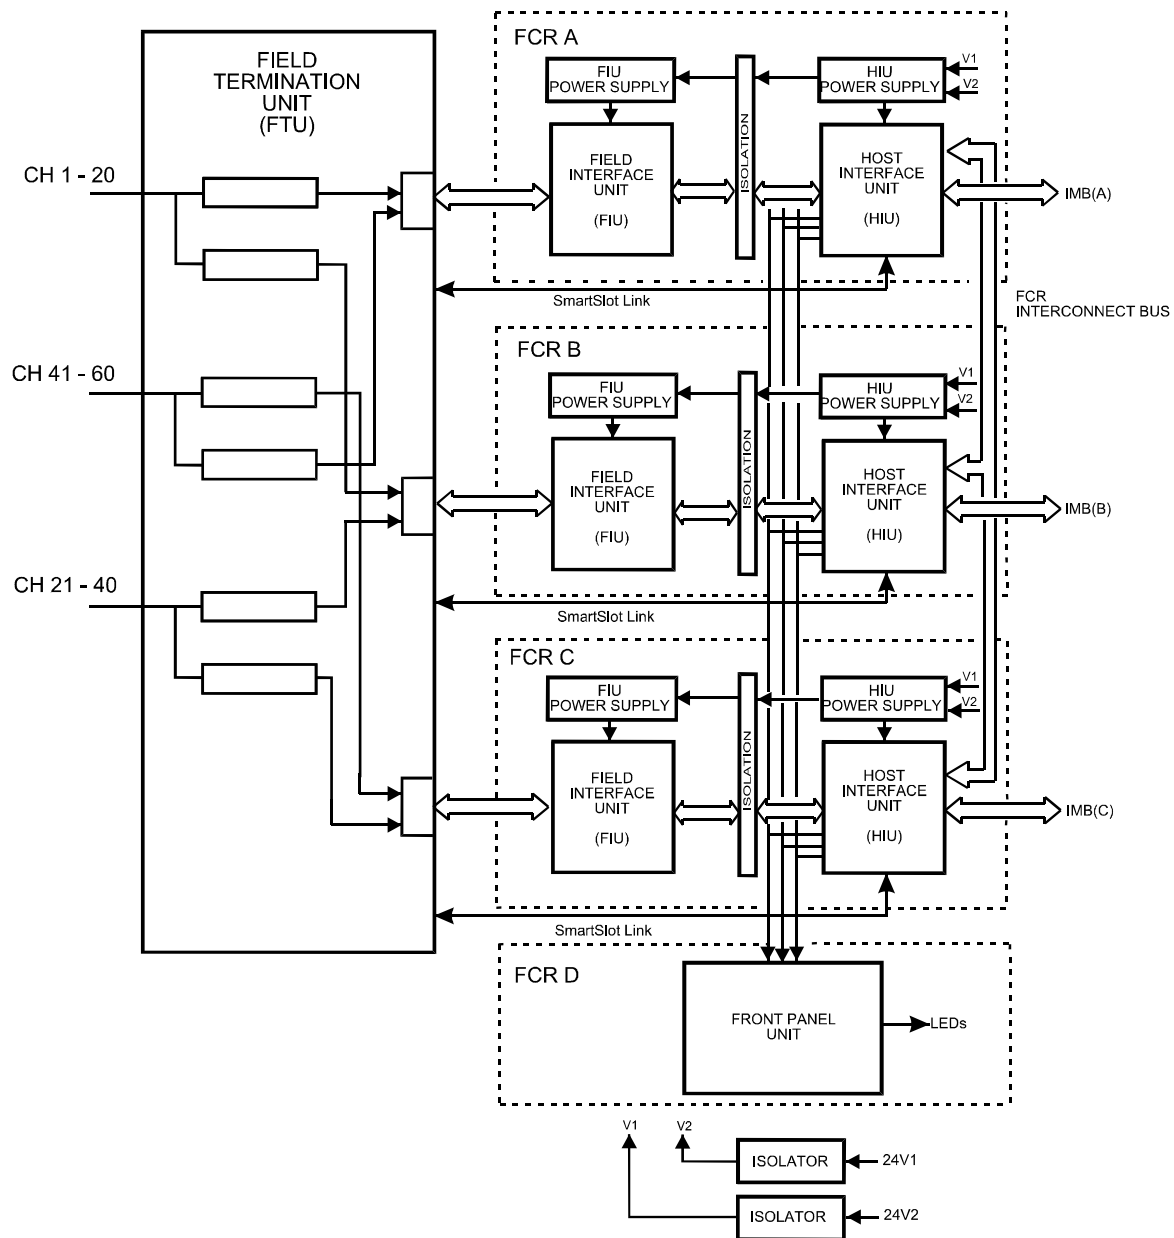 FIELD
TERMINATION
UNIT
(FTU)
CH 1 - 20
CH 41 - 60
CH 21 - 40
FCR A
FIU
POWER SUPPLY
ISOLATION
HIU
POWER SUPPLY
V1
V2
FIELD
INTERFACE
UNIT
(FIU)
HOST
INTERFACE
UNIT
(HIU)
IMB(A)
SmartSlot Link
FCR
INTERCONNECT BUS
FCR B
FIU
POWER SUPPLY
ISOLATION
HIU
POWER SUPPLY
V1
V2
FIELD
INTERFACE
UNIT
(FIU)
HOST
INTERFACE
UNIT
(HIU)
IMB(B)
SmartSlot Link
FCR C
FIU
POWER SUPPLY
ISOLATION
HIU
POWER SUPPLY
V1
V2
FIELD
INTERFACE
UNIT
(FIU)
HOST
INTERFACE
UNIT
(HIU)
IMB(C)
SmartSlot Link
FCR D
FRONT PANEL
UNIT
LEDs
V1
V2
ISOLATOR
24V1
ISOLATOR
24V2